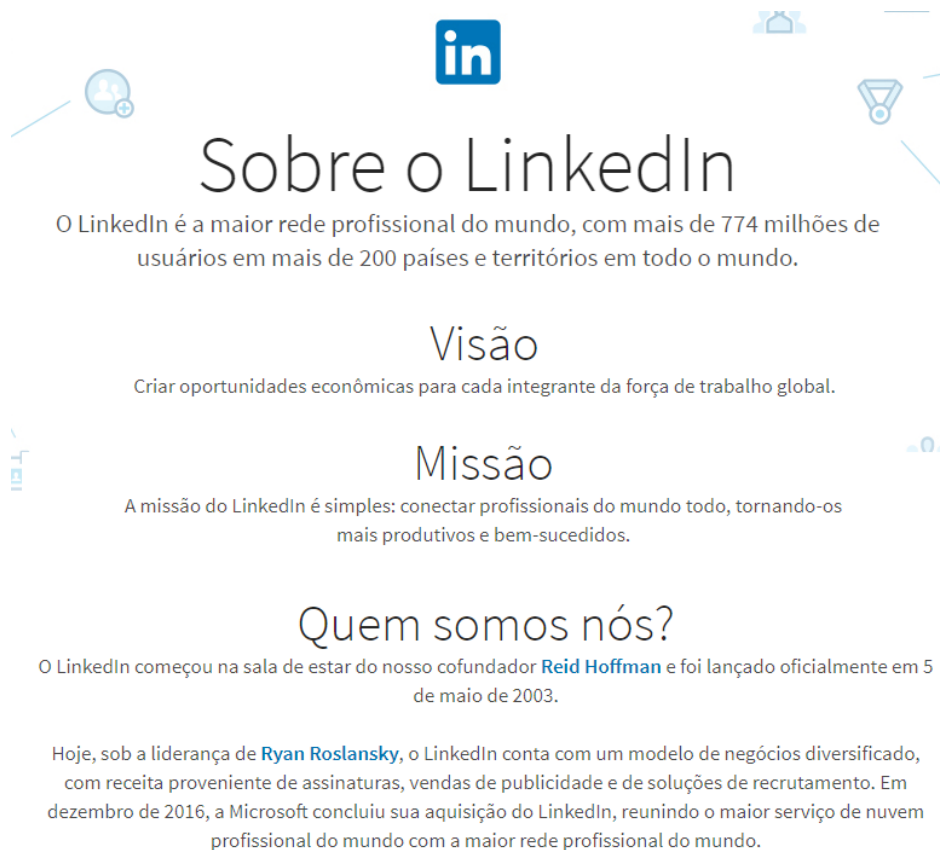 in
Sobre o LinkedIn
O LinkedIn é a maior rede profissional do mundo, com mais de 774 milhões de
usuários em mais de 200 países e territórios em todo o mundo.
Visão
Criar oportunidades econômicas para cada integrante da força de trabalho global.
Missão
A missão do LinkedIn é simples: conectar profissionais do mundo todo, tornando-os
mais produtivos e bem-sucedidos.
Quem somos nós?
O LinkedIn começou na sala de estar do nosso cofundador Reid Hoffman e foi lançado oficialmente em 5
de maio de 2003.
Hoje, sob a liderança de Ryan Roslansky, o LinkedIn conta com um modelo de negócios diversificado,
com receita proveniente de assinaturas, vendas de publicidade e de soluções de recrutamento. Em
dezembro de 2016, a Microsoft concluiu sua aquisição do LinkedIn, reunindo o maior serviço de nuvem
profissional do mundo com a maior rede profissional do mundo.